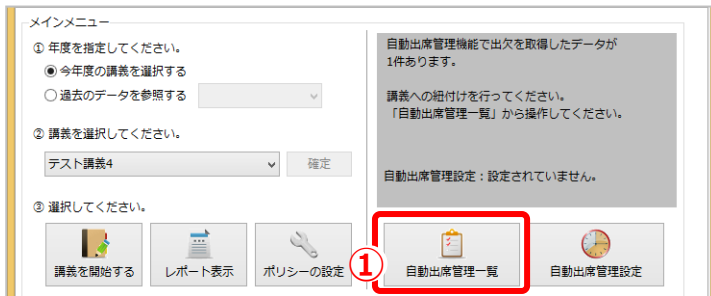 メインメニュー
① 年度を指定してください。
今年度の講義を選択する
過去のデータを参照する
② 講義を選択してください。
テスト講義4
確定
③ 選択してください。
講義を開始する
レポート表示
ポリシーの設定
自動出席管理機能で出欠を取得したデータが
1件あります。
講義への紐付けを行ってください。
「自動出席管理一覧」から操作してください。
自動出席管理設定：設定されていません。
①
自動出席管理一覧
自動出席管理設定